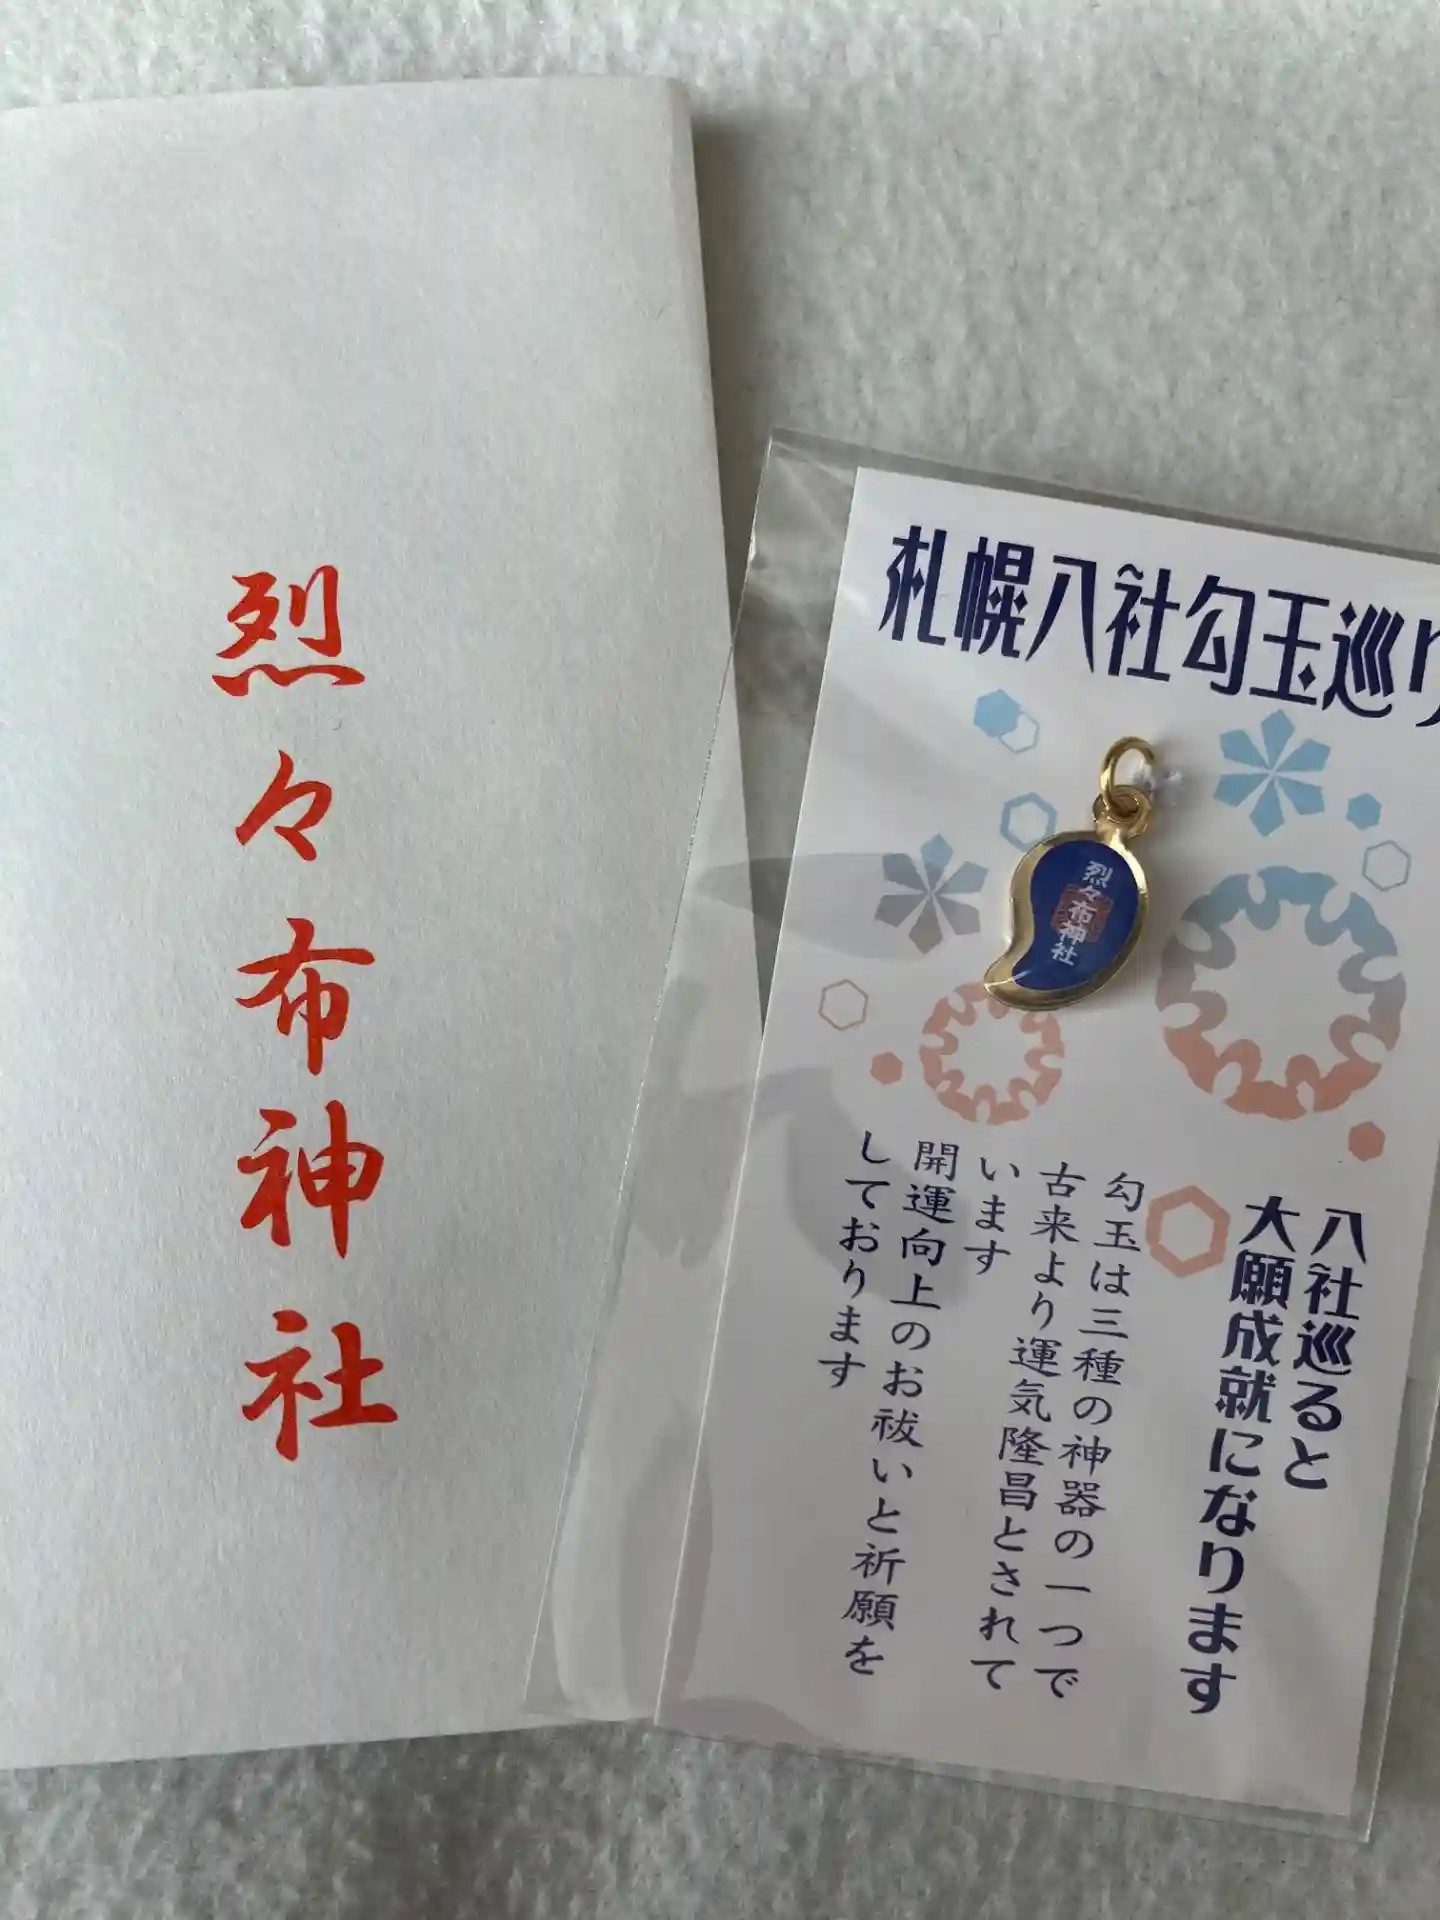 烈々布神社
札幌八社勾玉巡り
烈々布神社
八社巡ると
大願成就になります
勾玉は三種の神器の一つで
古来より運気隆昌とされて
います
開運向上のお祓いと祈願を
しております